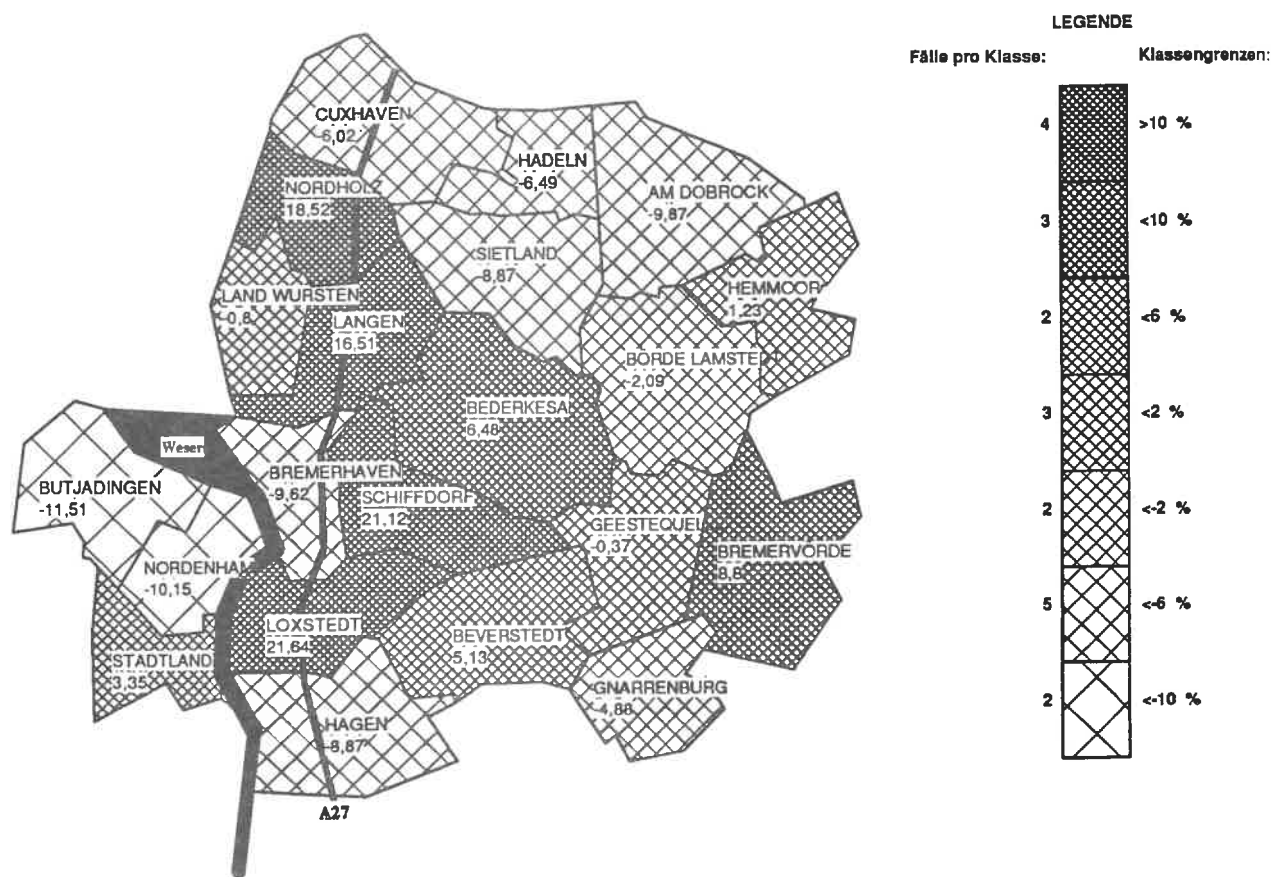 LEGENDE
Fälle pro Klasse:
Klassengrenzen:
4 >10 %
3 <10 %
2 <6 %
3 <2 %
2 <-2 %
5 <-6 %
2 <-10 %
CUXHAVEN
-6,02
HADELN
-6,49
NORDHOLZ
18,52
AM DOBROCK
-9,87
SIETLAND
-8,87
LAND WURSTEN
-0,8
HEMMOOR
1,23
LANGEN
16,51
BÖRDE LAMSTEDT
-2,09
BEDERKESA
6,48
Weser
BUTJADINGEN
-11,51
BREMERHAVEN
-9,62
SCHIFFDORF
21,12
GEESTEQUEL
-0,37
BREMERVÖRDE
8,8
NORDENHAM
-10,15
LOXSTEDT
21,64
BEVERSTEDT
5,13
STADTLAND
3,35
GNARRENBURG
-4,88
HAGEN
-8,87
A27